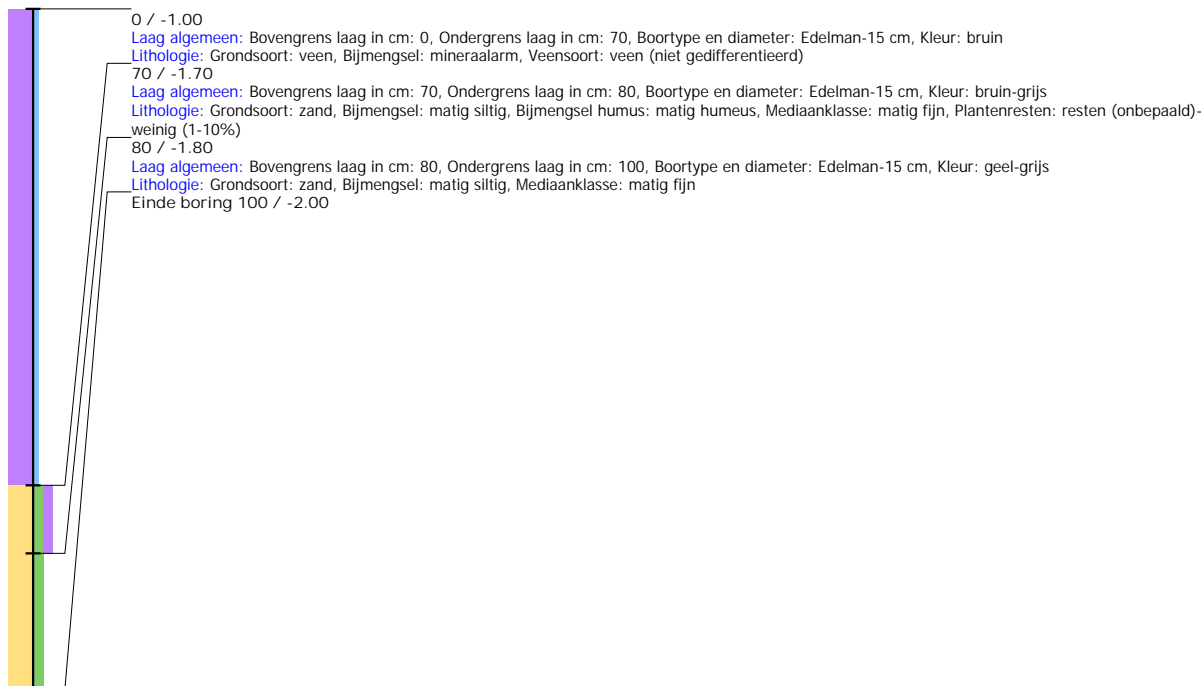 0 / -1.00
Laag algemeen: Bovengrens laag in cm: 0, Ondergrens laag in cm: 70, Boortype en diameter: Edelman-15 cm, Kleur: bruin
Lithologie: Grondsoort: veen, Bijmengsel: mineraalarm, Veensoort: veen (niet gedifferentieerd)
70 / -1.70
Laag algemeen: Bovengrens laag in cm: 70, Ondergrens laag in cm: 80, Boortype en diameter: Edelman-15 cm, Kleur: bruin-grijs
Lithologie: Grondsoort: zand, Bijmengsel: matig siltig, Bijmengsel humus: matig humeus, Mediaanklasse: matig fijn, Plantenresten: resten (onbepaald)-
weinig (1-10%)
80 / -1.80
Laag algemeen: Bovengrens laag in cm: 80, Ondergrens laag in cm: 100, Boortype en diameter: Edelman-15 cm, Kleur: geel-grijs
Lithologie: Grondsoort: zand, Bijmengsel: matig siltig, Mediaanklasse: matig fijn
Einde boring 100 / -2.00